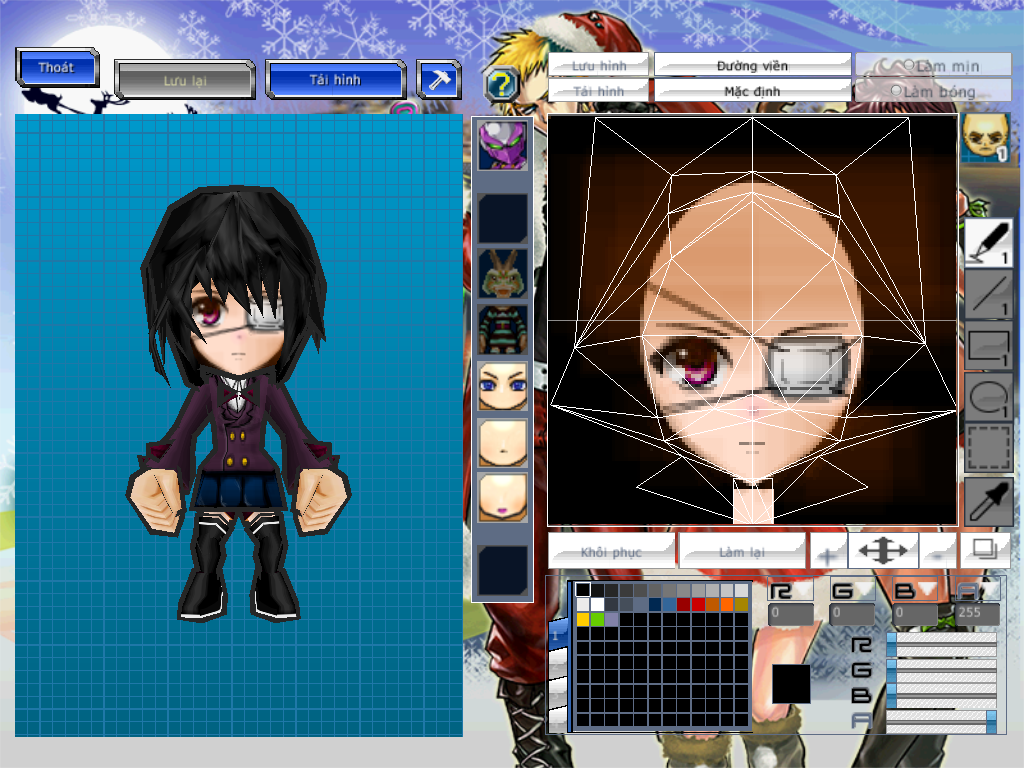 Thoát
Lưu lại
Tải hình
?
Lưu hình
Đường viền
Làm mịn
Tải hình
Mặc định
Làm bóng
1
1
1
1
1
Khôi phục
Làm lại
+
-
1
R
G
B
A
0
0
0
255
R
G
B
A